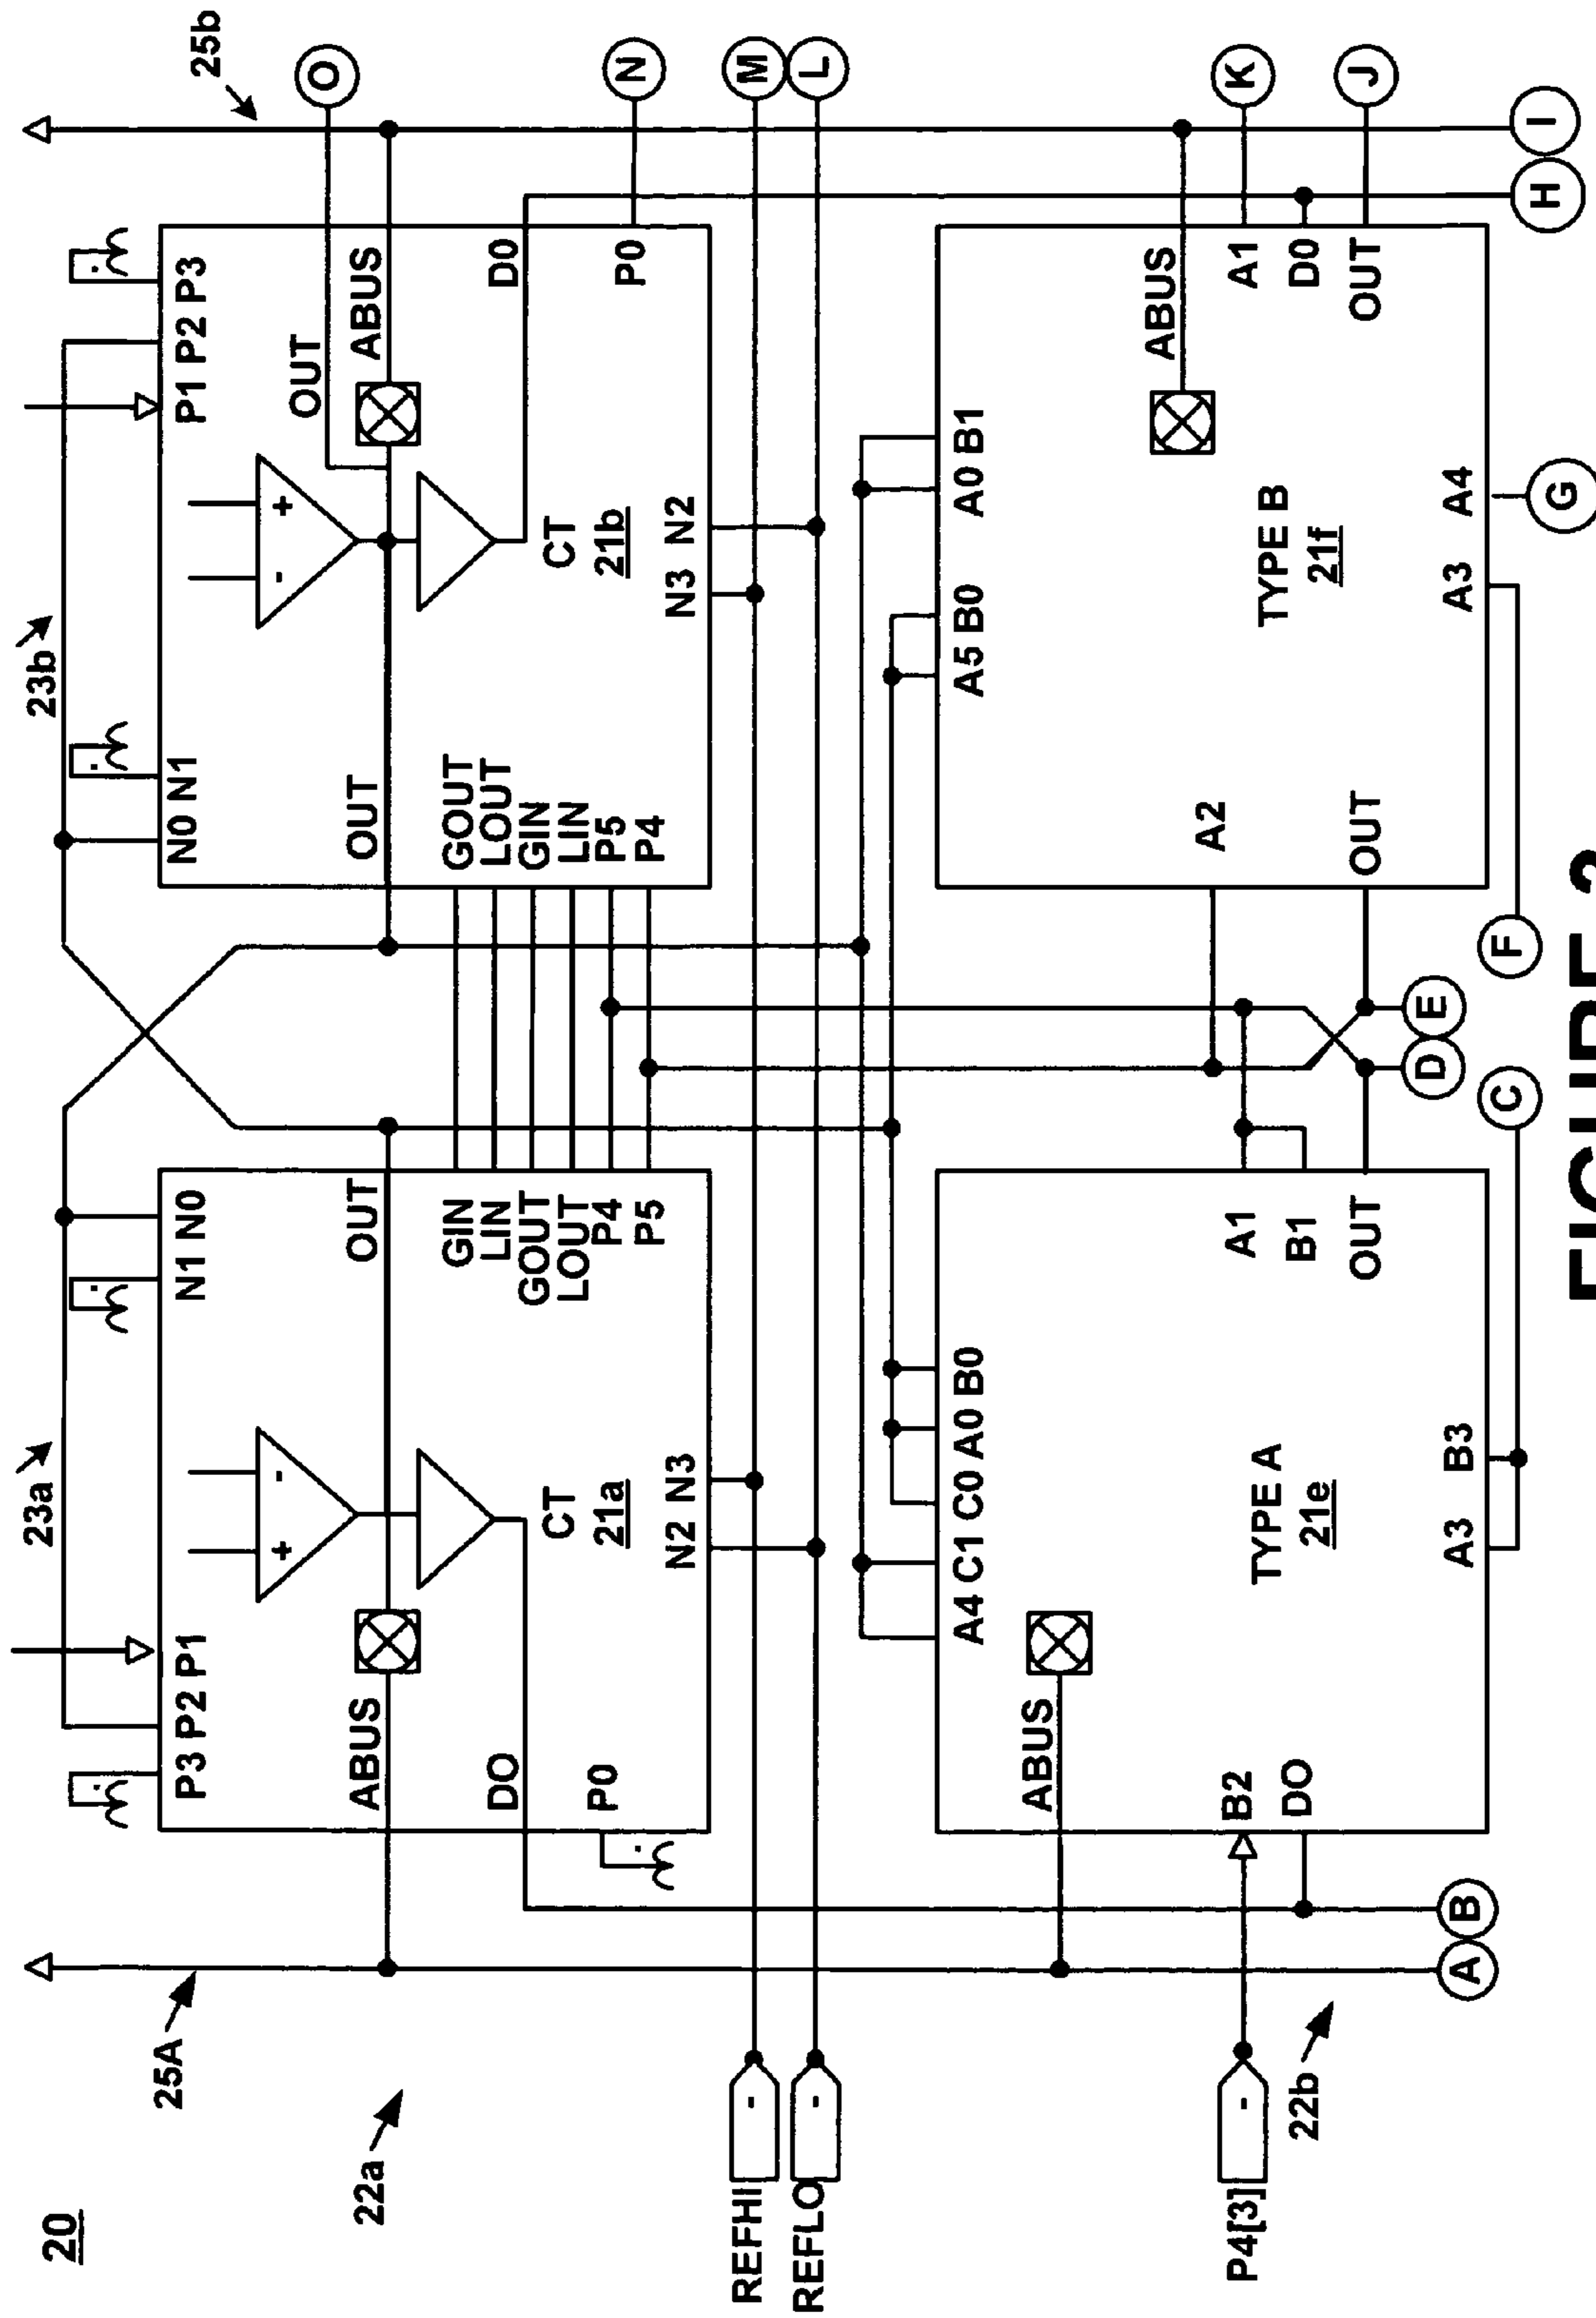 20
22a
25A
23a
23b
25b
P3 P2 P1
N1 N0
N0 N1
P1 P2 P3
+
-
-
+
OUT
OUT
OUT
O
ABUS
ABUS
GIN
LIN
GOUT
LOUT
P4
P5
GOUT
LOUT
GIN
LIN
P5
P4
DO
D0
CT
21a
CT
21b
P0
P0
N
N2 N3
N3 N2
REFHI
-
M
REFLO
-
L
A4 C1 C0 A0 B0
A5 B0
A0 B1
ABUS
ABUS
P4[3]
-
B2
DO
A1
B1
OUT
A2
OUT
A1
D0
OUT
K
J
TYPE A
21e
TYPE B
21f
22b
A3
B3
A3
A4
A
B
C
D
E
F
G
H
I